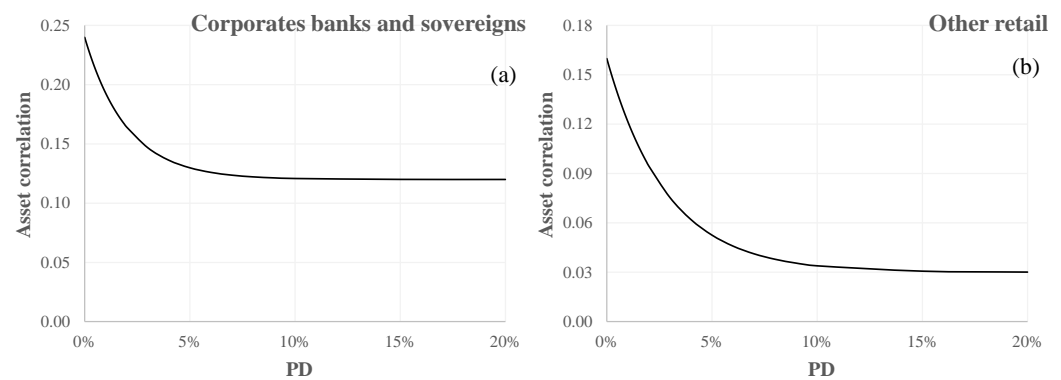 Corporates banks and sovereigns
(a)
0.25
0.20
0.15
0.10
0.05
0.00
Asset correlation
0% 5% 10% 15% 20%
PD
Other retail
(b)
0.18
0.15
0.12
0.09
0.06
0.03
0.00
Asset correlation
0% 5% 10% 15% 20%
PD